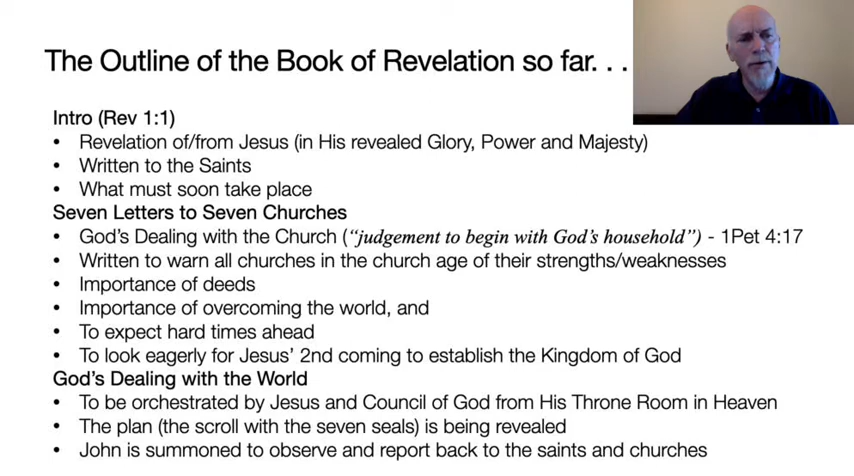 The Outline of the Book of Revelation so far. . .
Intro (Rev 1:1)
• Revelation of/from Jesus (in His revealed Glory, Power and Majesty)
• Written to the Saints
• What must soon take place
Seven Letters to Seven Churches
• God’s Dealing with the Church (“judgement to begin with God’s household”) - 1Pet 4:17
• Written to warn all churches in the church age of their strengths/weaknesses
• Importance of deeds
• Importance of overcoming the world, and
• To expect hard times ahead
• To look eagerly for Jesus’ 2nd coming to establish the Kingdom of God
God’s Dealing with the World
• To be orchestrated by Jesus and Council of God from His Throne Room in Heaven
• The plan (the scroll with the seven seals) is being revealed
• John is summoned to observe and report back to the saints and churches